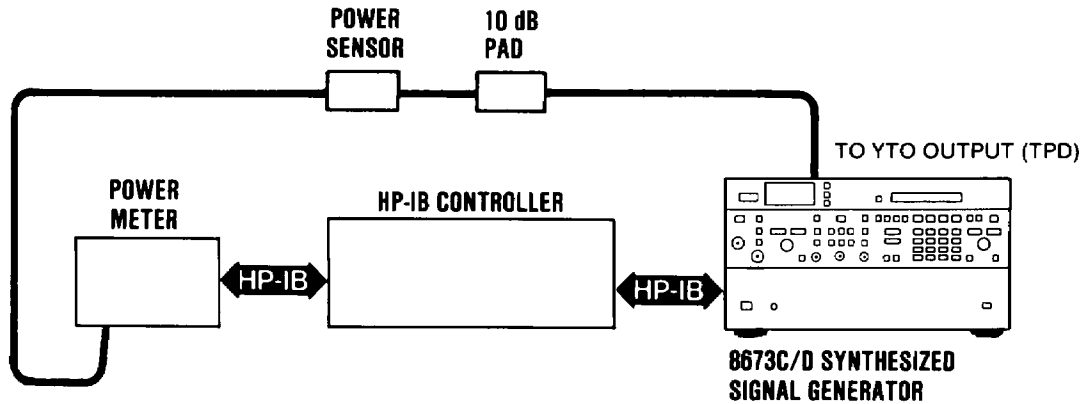 POWER
SENSOR
10 dB
PAD
TO YTO OUTPUT (TPD)
POWER
METER
HP-IB CONTROLLER
HP-IB
HP-IB
8673C/D SYNTHESIZED
SIGNAL GENERATOR